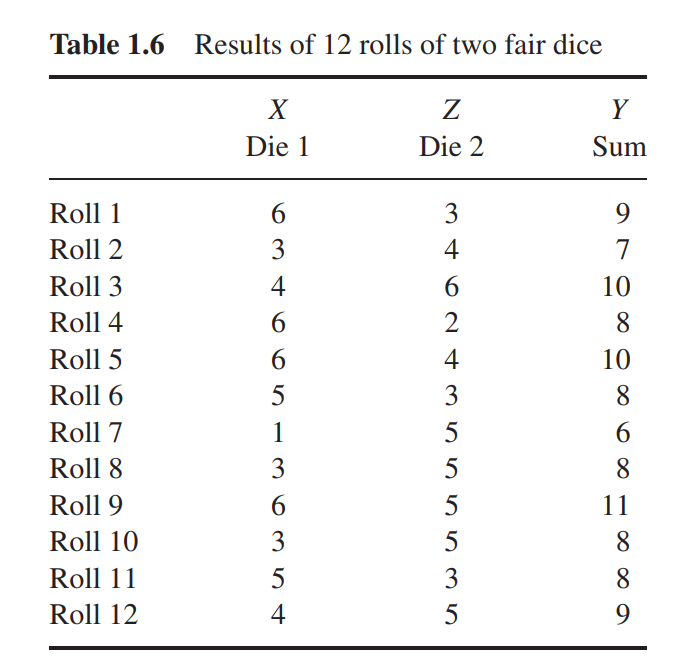 Table 1.6 Results of 12 rolls of two fair dice
X Z Y
Die 1 Die 2 Sum
Roll 1 6 3 9
Roll 2 3 4 7
Roll 3 4 6 10
Roll 4 6 2 8
Roll 5 6 4 10
Roll 6 5 3 8
Roll 7 1 5 6
Roll 8 3 5 8
Roll 9 6 5 11
Roll 10 3 5 8
Roll 11 5 3 8
Roll 12 4 5 9